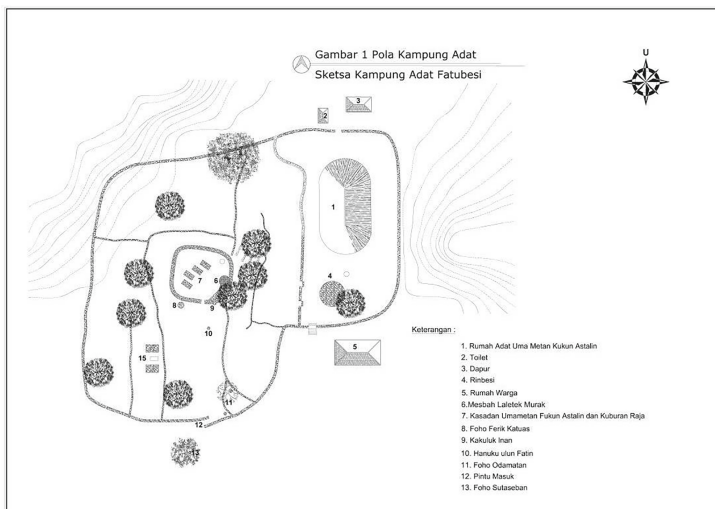 Gambar 1 Pola Kampung Adat
Sketsa Kampung Adat Fatubesi
U
3
2
1
4
7
6
8
9
10
5
15
11
12
13
Keterangan :
1. Rumah Adat Uma Metan Kukun Astalin
2. Toilet
3. Dapur
4. Rinbesi
5. Rumah Warga
6.Mesbah Laletek Murak
7. Kasadan Umametan Fukun Astalin dan Kuburan Raja
8. Foho Ferik Katuas
9. Kakuluk Inan
10. Hanuku ulun Fatin
11. Foho Odamatan
12. Pintu Masuk
13. Foho Sutaseban